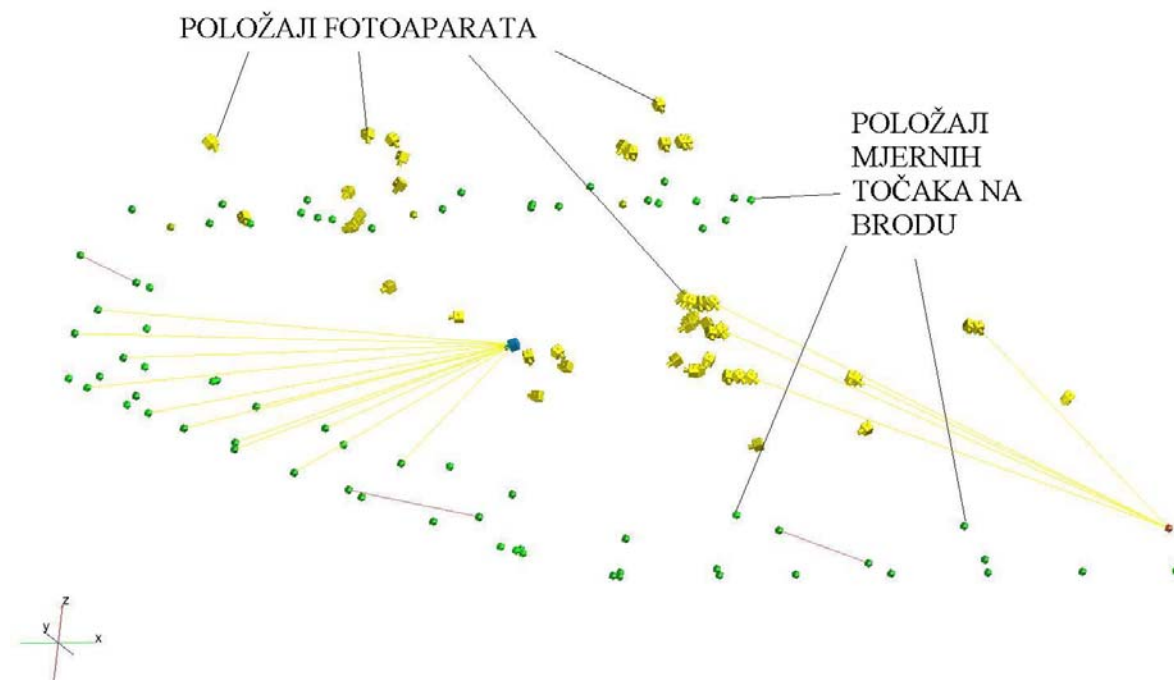 POLOŽAJI FOTOAPARATA
POLOŽAJI
MJERNIH
TOČAKA NA
BRODU
z
y
x